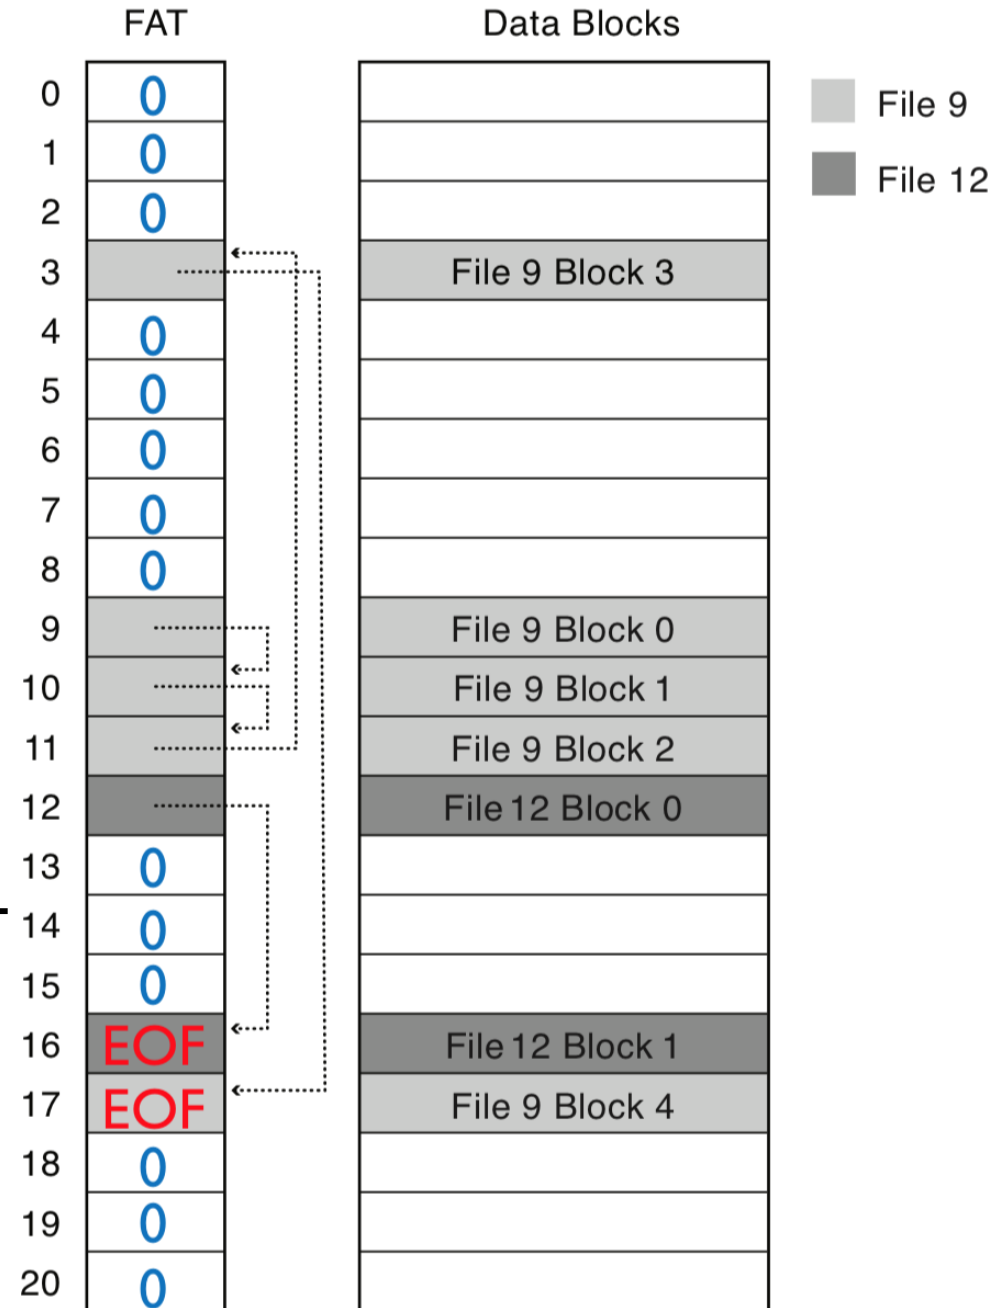 FAT Data Blocks
0 0
File 9
1 0
File 12
2 0
3 File 9 Block 3
4 0
5 0
6 0
7 0
8 0
9 File 9 Block 0
10 File 9 Block 1
11 File 9 Block 2
12 File 12 Block 0
13 0
14 0
15 0
16 EOF File 12 Block 1
17 EOF File 9 Block 4
18 0
19 0
20 0